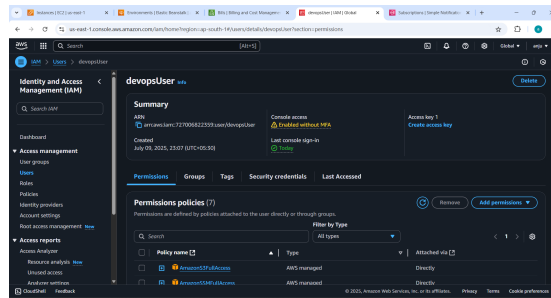 Instances | EC2 | us-east-1
Environments | Elastic Beanstalk |
Bills | Billing and Cost Managemen
devopsUser | IAM | Global
Subscriptions | Simple Notificatio
us-east-1.console.aws.amazon.com/iam/home?region=ap-south-1#/users/details/devopsUser?section=permissions
aws
Search
[Alt+S]
Global
IAM > Users > devopsUser
Identity and Access Management (IAM)
Search IAM
Dashboard
Access management
User groups
Users
Roles
Policies
Identity providers
Account settings
Root access management New
Access reports
Access Analyzer
Resource analysis New
Unused access
Analyzer settings
devopsUser Info
Delete
Summary
ARN
arn:aws:iam::727006822359:user/devopsUser
Console access
Enabled without MFA
Access key 1
Create access key
Created
July 09, 2025, 23:07 (UTC+05:30)
Last console sign-in
Today
Permissions
Groups
Tags
Security credentials
Last Accessed
Permissions policies (7)
Remove
Add permissions
Permissions are defined by policies attached to the user directly or through groups.
Filter by Type
Search
All types
1
Policy name
Type
Attached via
AmazonS3FullAccess
AWS managed
Directly
AmazonSSMFullAccess
AWS managed
Directly
CloudShell
Feedback
© 2025, Amazon Web Services, Inc. or its affiliates.
Privacy
Terms
Cookie preferences